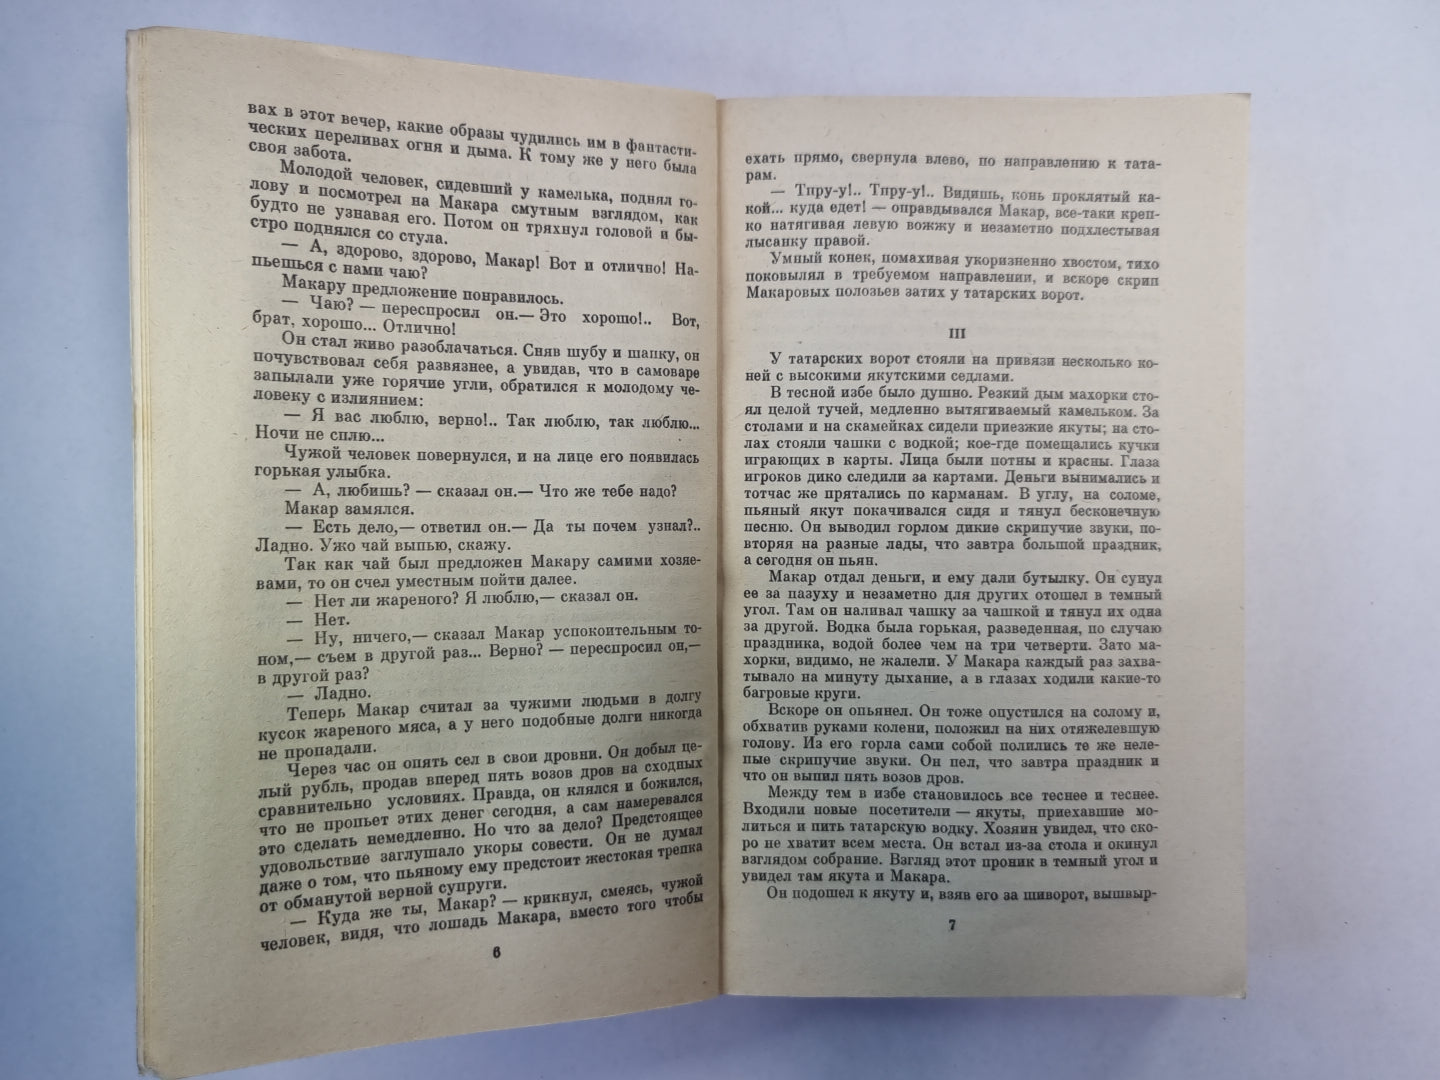 вах в этот вечер, какие образы чудились им в фантасти-
ческих переливах огня и дыма. К тому же у него была
своя забота.
Молодой человек, сидевший у камелька, поднял го-
лову и посмотрел на Макара смутным взглядом, как
будто не узнавая его. Потом он тряхнул головой и бы-
стро поднялся со стула.
— А, здорово, здорово, Макар! Вот и отлично! На-
пьешься с нами чаю?
Макару предложение понравилось.
— Чаю? — переспросил он.— Это хорошо!.. Вот,
брат, хорошо... Отлично!
Он стал живо разоблачаться. Сняв шубу и шапку, он
почувствовал себя развязнее, а увидав, что в самоваре
запылали уже горячие угли, обратился к молодому че-
ловеку с излиянием:
— Я вас люблю, верно!.. Так люблю, так люблю...
Ночи не сплю...
Чужой человек повернулся, и на лице его появилась
горькая улыбка.
— А, любишь? — сказал он.— Что же тебе надо?
Макар замялся.
— Есть дело,— ответил он.— Да ты почем узнал?..
Ладно. Ужо чай выпью, скажу.
Так как чай был предложен Макару самими хозяе-
вами, то он счел уместным пойти далее.
— Нет ли жареного? Я люблю,— сказал он.
— Нет.
— Ну, ничего,— сказал Макар успокоительным то-
ном,— съем в другой раз... Верно? — переспросил он,—
в другой раз?
— Ладно.
Теперь Макар считал за чужими людьми в долгу
кусок жареного мяса, а у него подобные долги никогда
не пропадали.
Через час он опять сел в свои дровни. Он добыл це-
лый рубль, продав вперед пять возов дров на сходных
сравнительно условиях. Правда, он клялся и божился,
что не пропьет этих денег сегодня, а сам намеревался
это сделать немедленно. Но что за дело? Предстоящее
удовольствие заглушало укоры совести. Он не думал
даже о том, что пьяному ему предстоит жестокая трепка
от обманутой верной супруги.
— Куда же ты, Макар? — крикнул, смеясь, чужой
человек, видя, что лошадь Макара, вместо того чтобы
6
ехать прямо, свернула влево, по направлению к тата-
рам.
— Тпру-у!.. Тпру-у!.. Видишь, конь проклятый ка-
кой... куда едет! — оправдывался Макар, все-таки креп-
ко натягивая левую вожжу и незаметно подхлестывая
лысанку правой.
Умный конек, помахивая укоризненно хвостом, тихо
поковылял в требуемом направлении, и вскоре скрип
Макаровых полозьев затих у татарских ворот.
III
У татарских ворот стояли на привязи несколько ко-
ней с высокими якутскими седлами.
В тесной избе было душно. Резкий дым махорки сто-
ял целой тучей, медленно вытягиваемый камельком. За
столами и на скамейках сидели приезжие якуты; на сто-
лах стояли чашки с водкой; кое-где помещались кучки
играющих в карты. Лица были потны и красны. Глаза
игроков дико следили за картами. Деньги вынимались и
тотчас же прятались по карманам. В углу, на соломе,
пьяный якут покачивался сидя и тянул бесконечную
песню. Он выводил горлом дикие скрипучие звуки, по-
вторяя на разные лады, что завтра большой праздник,
а сегодня он пьян.
Макар отдал деньги, и ему дали бутылку. Он сунул
ее за пазуху и незаметно для других отошел в темный
угол. Там он наливал чашку за чашкой и тянул их одна
за другой. Водка была горькая, разведенная, по случаю
праздника, водой более чем на три четверти. Зато ма-
хорки, видимо, не жалели. У Макара каждый раз захва-
тывало на минуту дыхание, а в глазах ходили какие-то
багровые круги.
Вскоре он опьянел. Он тоже опустился на солому и,
обхватив руками колени, положил на них отяжелевшую
голову. Из его горла сами собой полились те же неле-
пые скрипучие звуки. Он пел, что завтра праздник и
что он выпил пять возов дров.
Между тем в избе становилось все теснее и теснее.
Входили новые посетители — якуты, приехавшие мо-
литься и пить татарскую водку. Хозяин увидел, что ско-
ро не хватит всем места. Он встал из-за стола и окинул
взглядом собрание. Взгляд этот проник в темный угол и
увидел там якута и Макара.
Он подошел к якуту и, взяв его за шиворот, вышвыр-
7